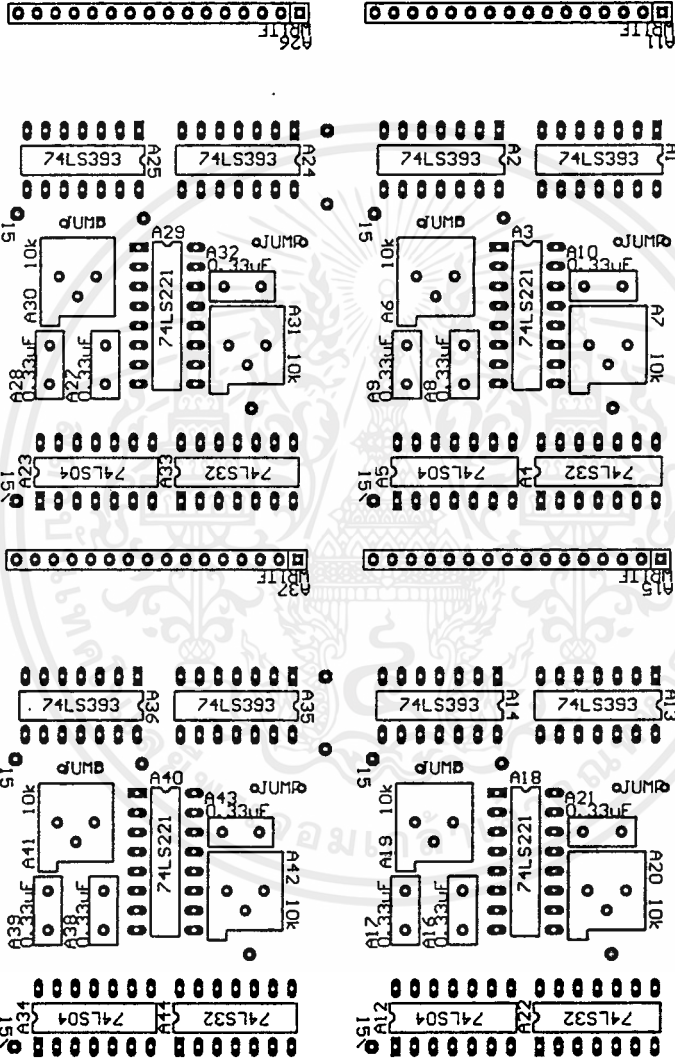 WRITE
A26
WRITE
A11
74LS393
A25
74LS393
A24
74LS393
A2
74LS393
A1
15
JUMP
A29
JUMP
15
JUMP
A3
JUMP
10k
A30
74LS221
A32
0.33uF
A31
10k
10k
A6
74LS221
A10
0.33uF
A7
10k
A28
0.33uF
A27
0.33uF
A9
0.33uF
A8
0.33uF
15
A23
74LS04
A33
74LS32
15
A5
74LS04
A4
74LS32
WRITE
A37
WRITE
A15
74LS393
A36
74LS393
A35
74LS393
A14
74LS393
A13
15
JUMP
A40
JUMP
15
JUMP
A18
JUMP
10k
A41
74LS221
A43
0.33uF
A42
10k
10k
A19
74LS221
A21
0.33uF
A20
10k
A39
0.33uF
A38
0.33uF
A17
0.33uF
A16
0.33uF
15
A34
74LS04
A44
74LS32
15
A12
74LS04
A22
74LS32